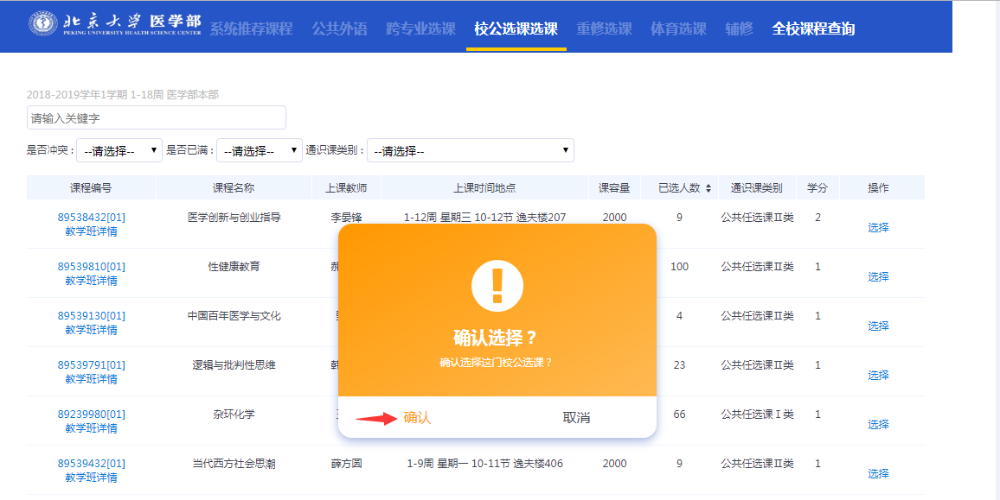 北京大学 医学部
PEKING UNIVERSITY HEALTH SCIENCE CENTER
系统推荐课程 公共外语 跨专业选课 校公选课选课 重修选课 体育选课 辅修 全校课程查询
2018-2019学年1学期 1-18周 医学部本部
请输入关键字
是否冲突： --请选择-- 是否已满： --请选择-- 通识课类别： --请选择--
课程编号 课程名称 上课教师 上课时间地点 课容量 已选人数 通识课类别 学分 操作
89538432[01] 医学创新与创业指导 李晏锋 1-12周 星期三 10-12节 逸夫楼207 2000 9 公共任选课Ⅱ类 2 选择
教学班详情
89539810[01] 性健康教育 100 公共任选课Ⅱ类 1 选择
教学班详情
89539130[01] 中国百年医学与文化 4 公共任选课Ⅱ类 1 选择
教学班详情
确认选择？
确认选择这门校公选课？
89539791[01] 逻辑与批判性思维 23 公共任选课Ⅱ类 1 选择
教学班详情
89239980[01] 杂环化学 66 公共任选课Ⅰ类 1 选择
教学班详情
确认 取消
89539432[01] 当代西方社会思潮 薛方圆 1-9周 星期一 10-11节 逸夫楼406 2000 9 公共任选课Ⅱ类 1 选择
教学班详情